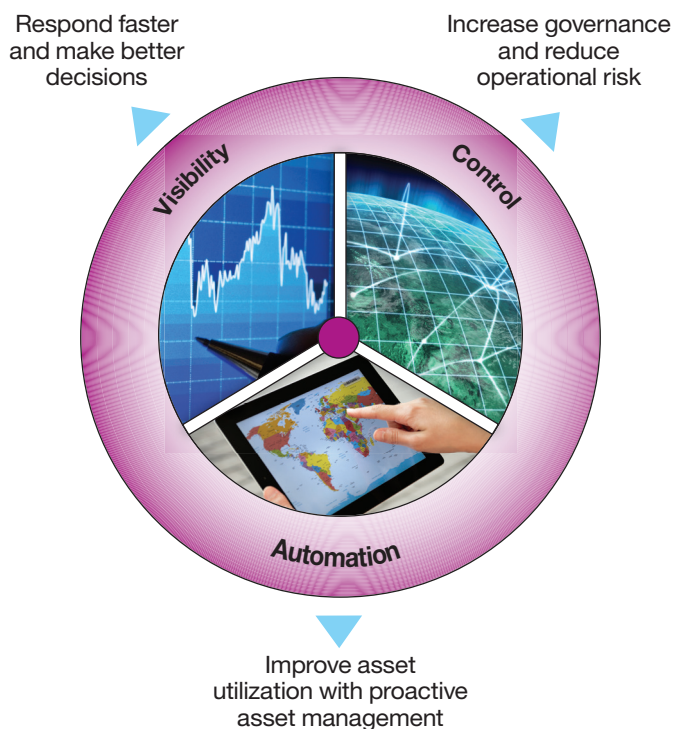 Respond faster
and make better
decisions
Increase governance
and reduce
operational risk
Visibility
Control
Automation
Improve asset
utilization with proactive
asset management